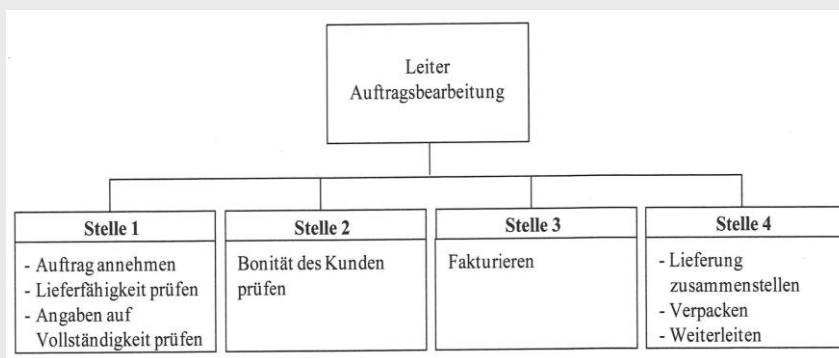 Leiter
Auftragsbearbeitung
Stelle 1
- Auftrag annehmen
- Lieferfähigkeit prüfen
- Angaben auf
Vollständigkeit prüfen
Stelle 2
Bonität des Kunden
prüfen
Stelle 3
Fakturieren
Stelle 4
- Lieferung
zusammenstellen
- Verpacken
- Weiterleiten